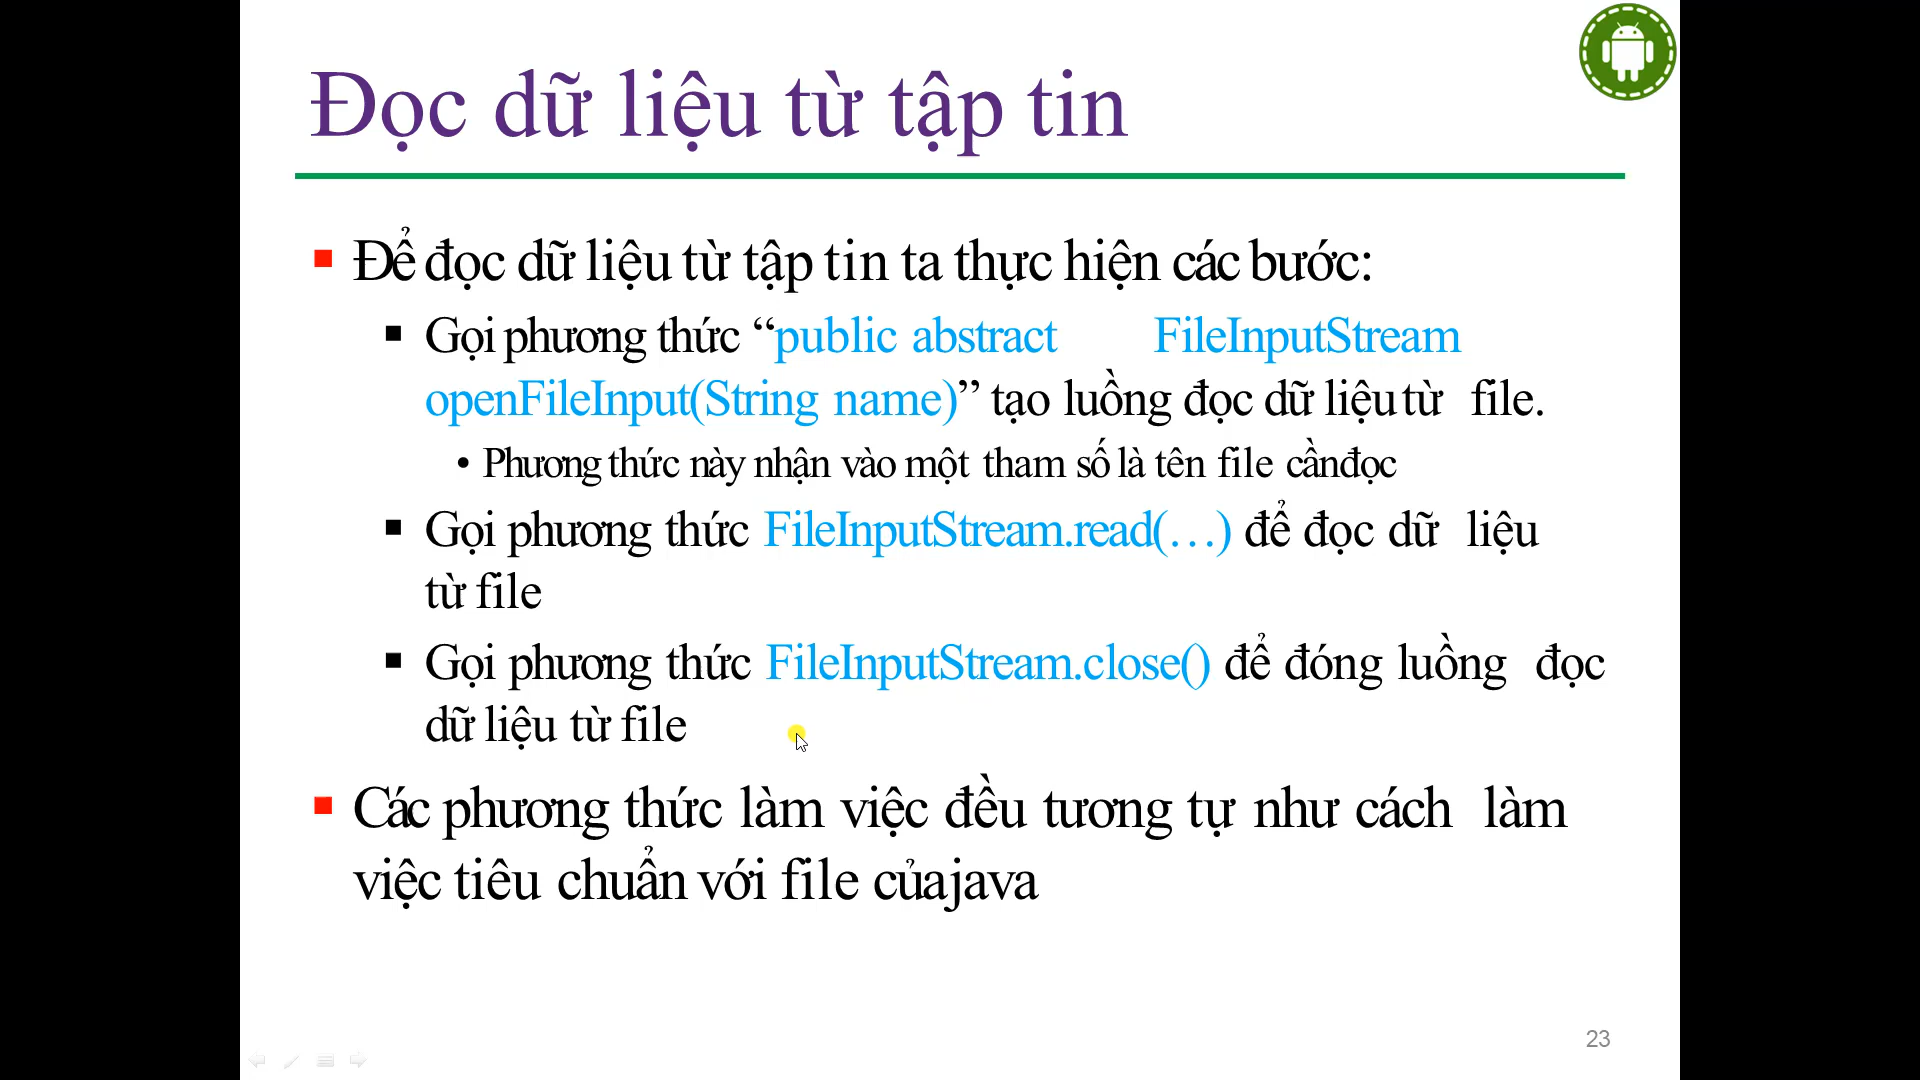 Đọc dữ liệu từ tập tin
Để đọc dữ liệu từ tập tin ta thực hiện các bước:
Gọi phương thức “public abstract FileInputStream
openFileInput(String name)” tạo luồng đọc dữ liệu từ file.
• Phương thức này nhận vào một tham số là tên file cầnđọc
Gọi phương thức FileInputStream.read(…) để đọc dữ liệu
từ file
Gọi phương thức FileInputStream.close() để đóng luồng đọc
dữ liệu từ file
Các phương thức làm việc đều tương tự như cách làm
việc tiêu chuẩn với file củajava
23